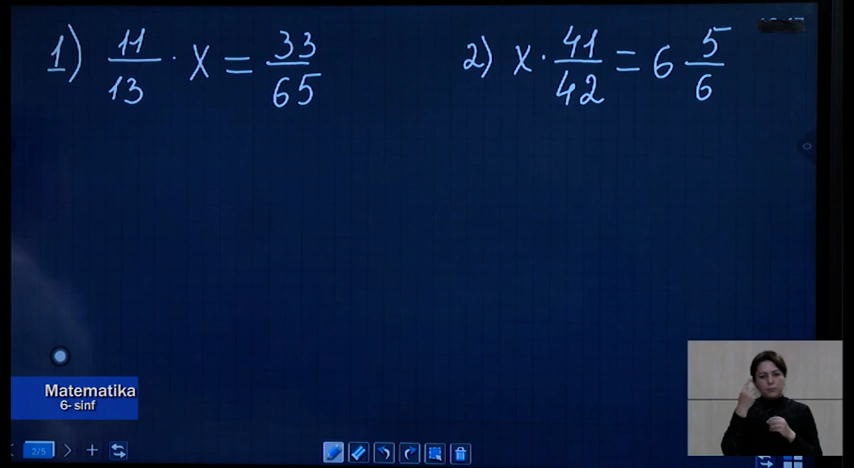 1) 11/13 · x = 33/65
2) x · 41/42 = 6 5/6
Matematika
6- sinf
2/5